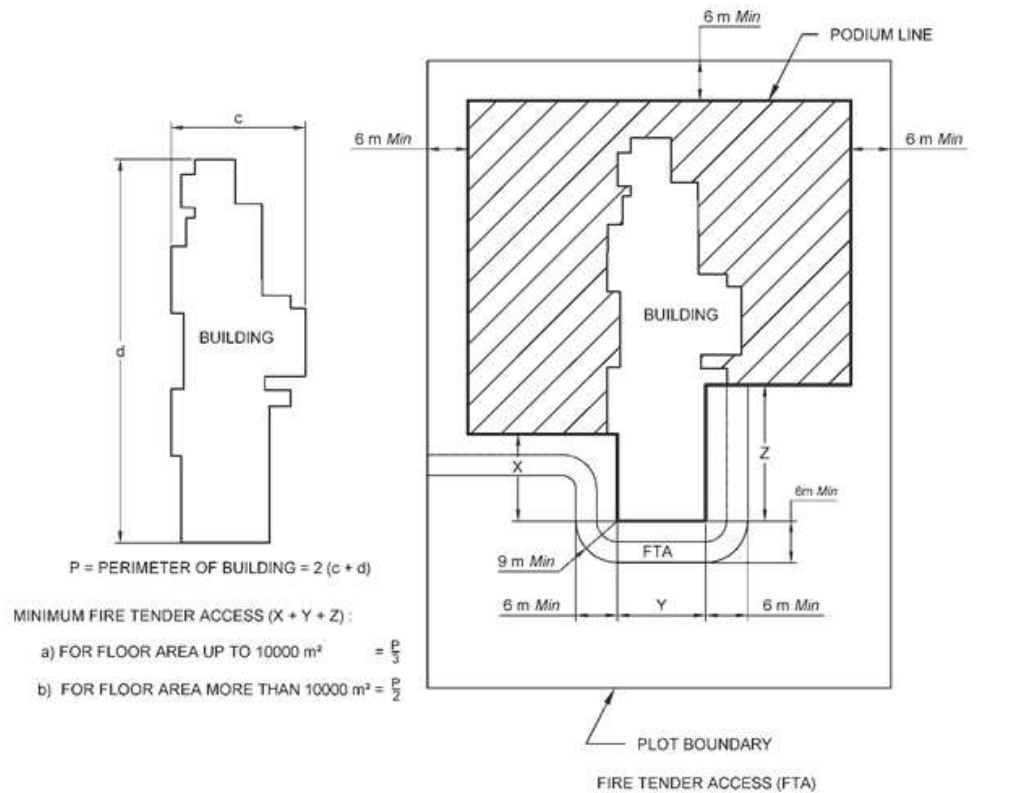 6 m Min
PODIUM LINE
c
6 m Min
6 m Min
d
BUILDING
BUILDING
X
Z
6m Min
FTA
9 m Min
P = PERIMETER OF BUILDING = 2 (c + d)
6 m Min
Y
6 m Min
MINIMUM FIRE TENDER ACCESS (X + Y + Z) :
a) FOR FLOOR AREA UP TO 10000 m² = P/3
b) FOR FLOOR AREA MORE THAN 10000 m² = P/2
PLOT BOUNDARY
FIRE TENDER ACCESS (FTA)